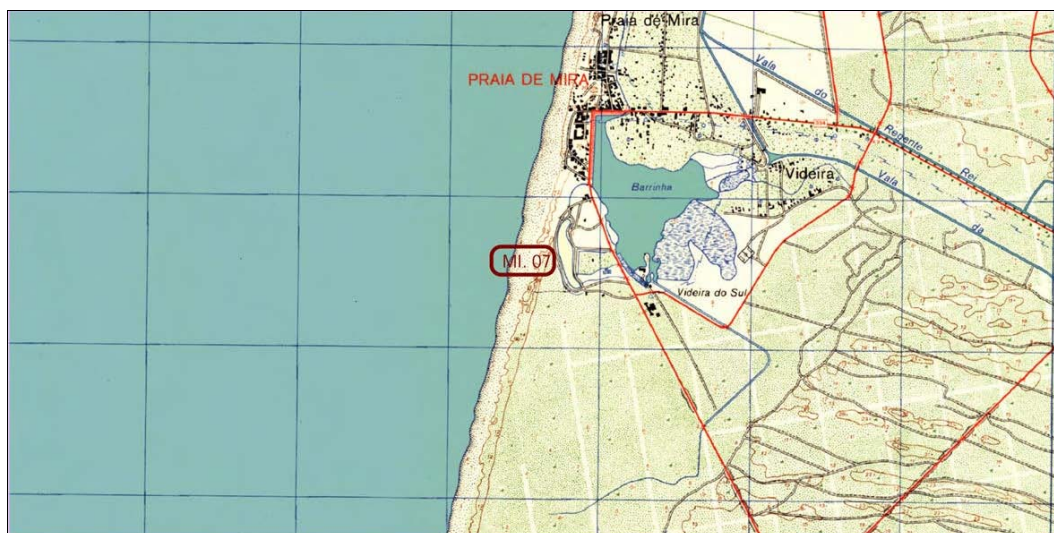 Praia de Mira
PRAIA DE MIRA
Vala
do
Regente
Rei
Barrinha
Videira
Vala
da
MI. 07
Videira do Sul